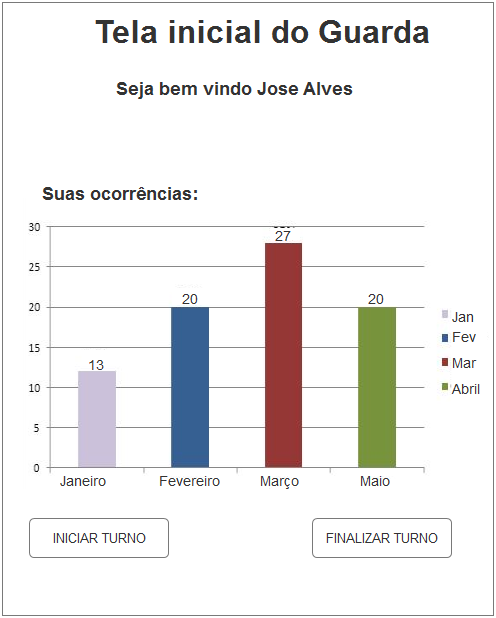 Tela inicial do Guarda
Seja bem vindo Jose Alves
Suas ocorrências:
30
27
25
20
20
20
15
13
10
5
0
Jan
Fev
Mar
Abril
Janeiro
Fevereiro
Março
Maio
INICIAR TURNO
FINALIZAR TURNO